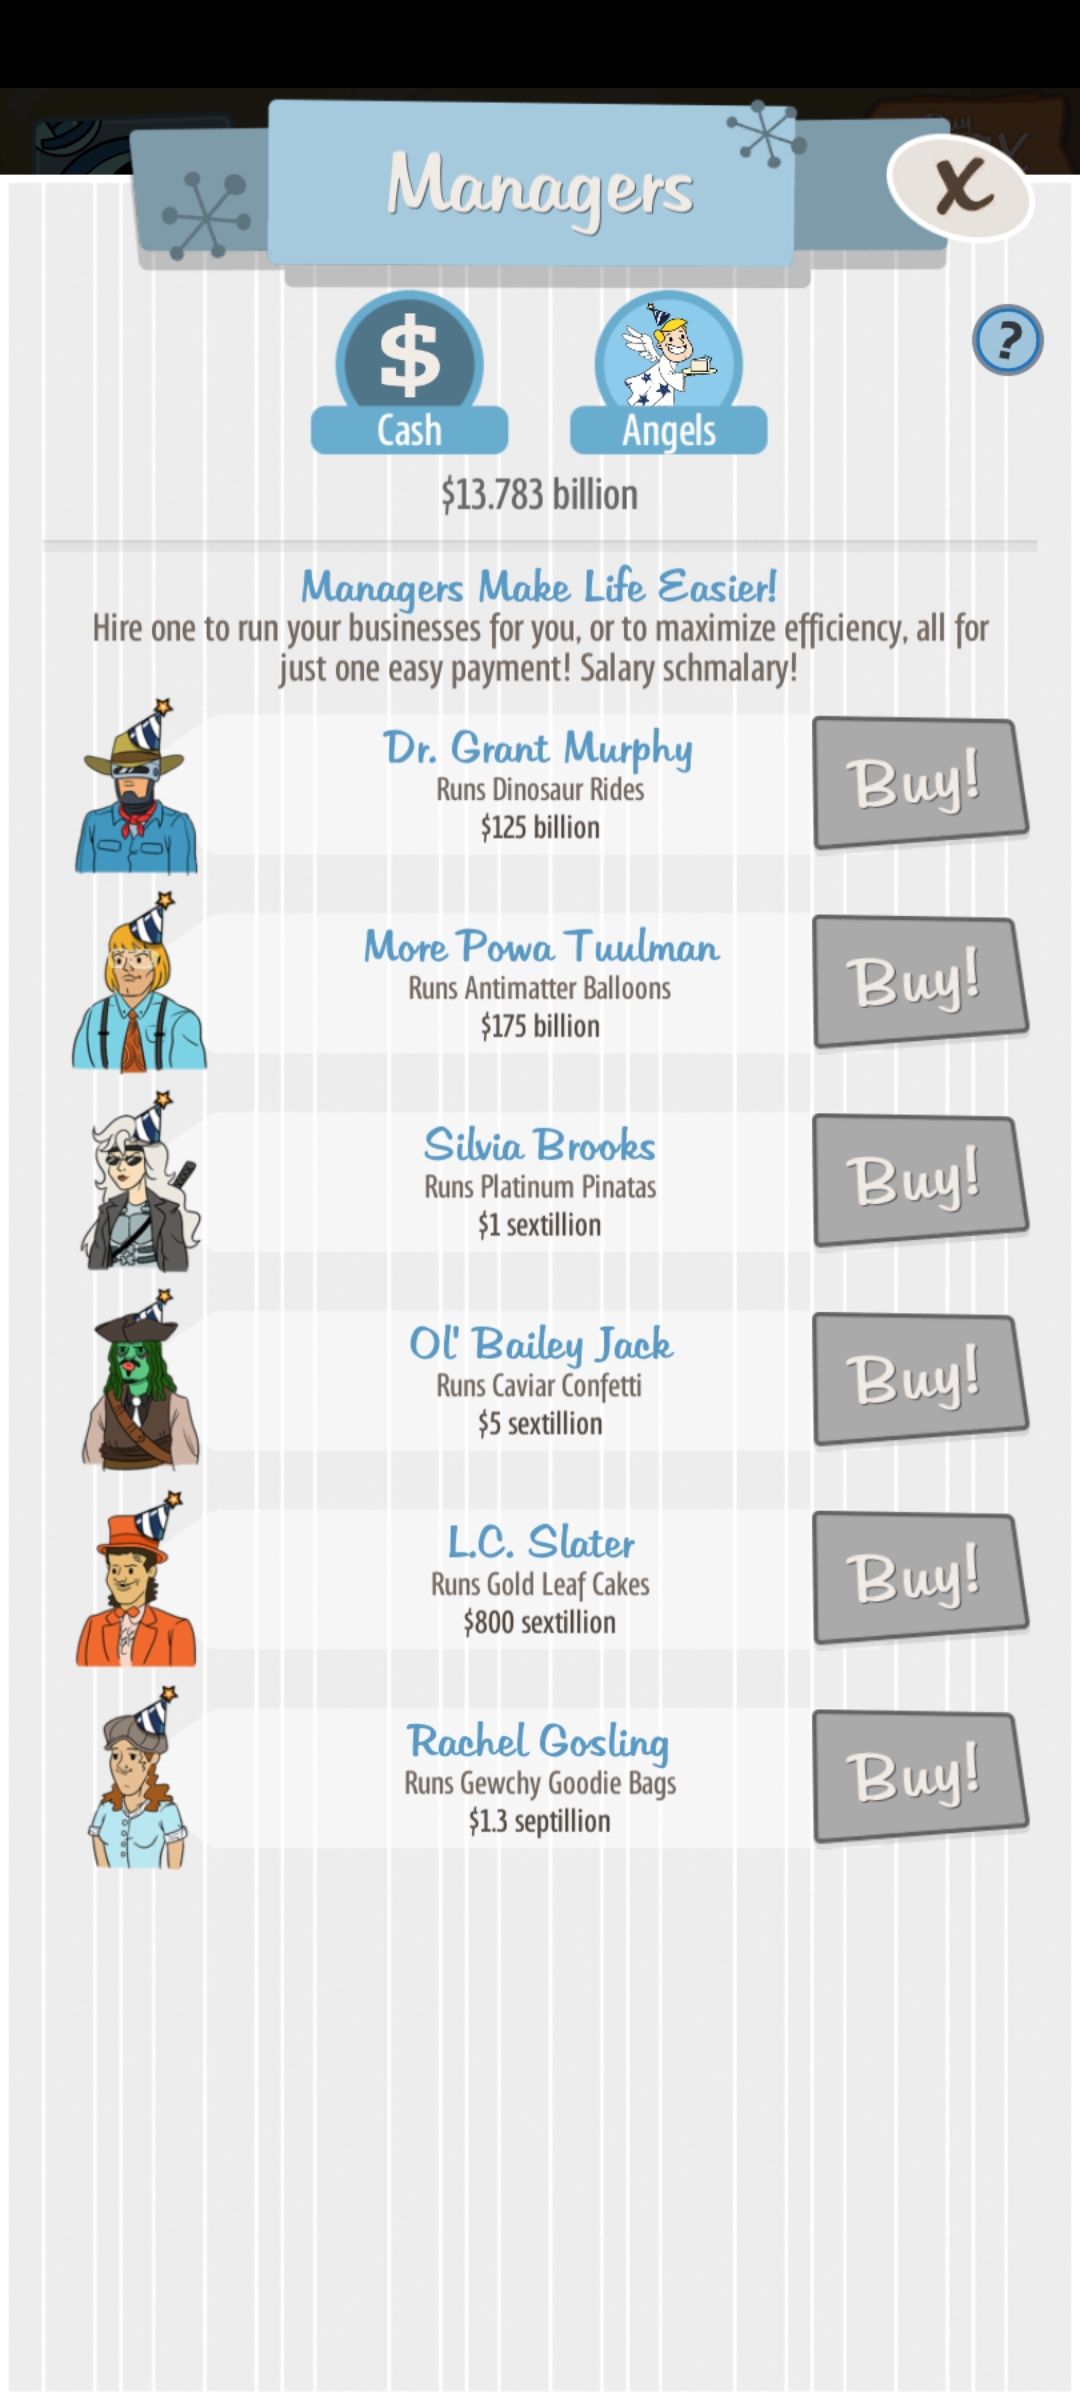 Managers
X
$
?
Cash
Angels
$13.783 billion
Managers Make Life Easier!
Hire one to run your businesses for you, or to maximize efficiency, all for
just one easy payment! Salary schmalary!
Dr. Grant Murphy
Runs Dinosaur Rides
$125 billion
Buy!
More Powa Tuulman
Runs Antimatter Balloons
$175 billion
Buy!
Silvia Brooks
Runs Platinum Pinatas
$1 sextillion
Buy!
Ol' Bailey Jack
Runs Caviar Confetti
$5 sextillion
Buy!
L.C. Slater
Runs Gold Leaf Cakes
$800 sextillion
Buy!
Rachel Gosling
Runs Gewchy Goodie Bags
$1.3 septillion
Buy!